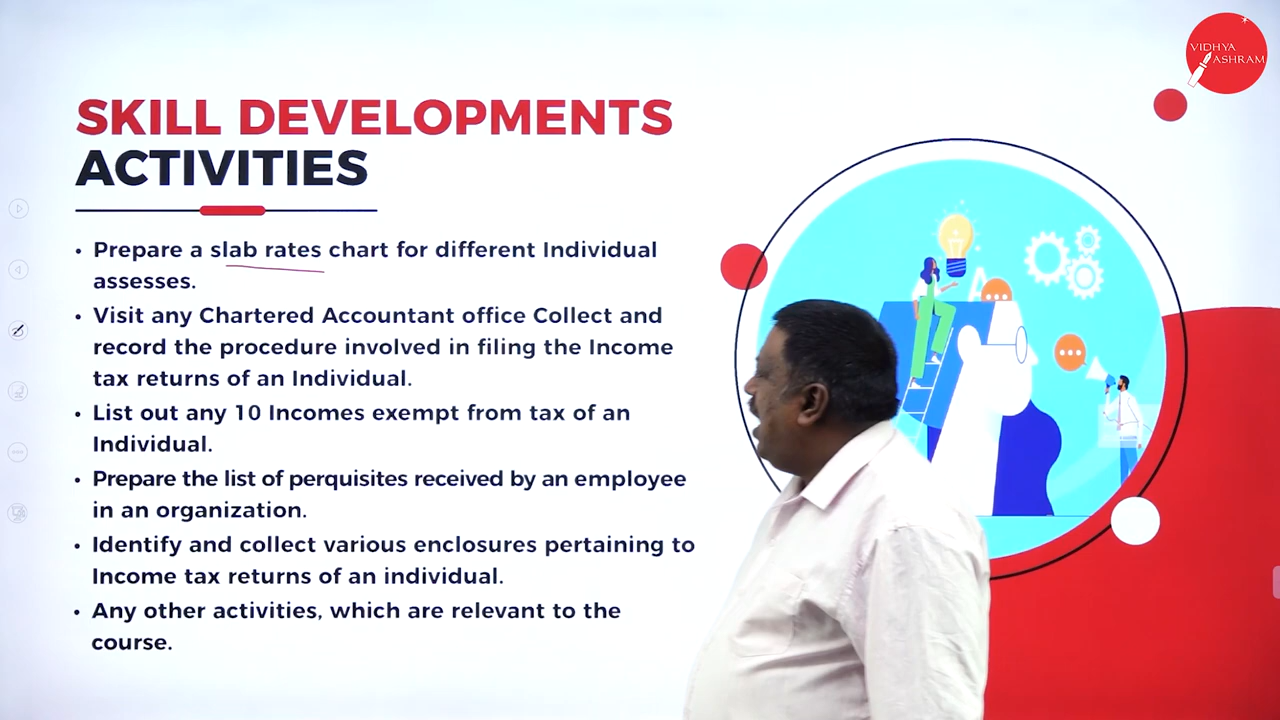 VIDHYA
ASHRAM
SKILL DEVELOPMENTS
ACTIVITIES
• Prepare a slab rates chart for different Individual
assesses.
• Visit any Chartered Accountant office Collect and
record the procedure involved in filing the Income
tax returns of an Individual.
• List out any 10 Incomes exempt from tax of an
Individual.
• Prepare the list of perquisites received by an employee
in an organization.
• Identify and collect various enclosures pertaining to
Income tax returns of an individual.
• Any other activities, which are relevant to the
course.